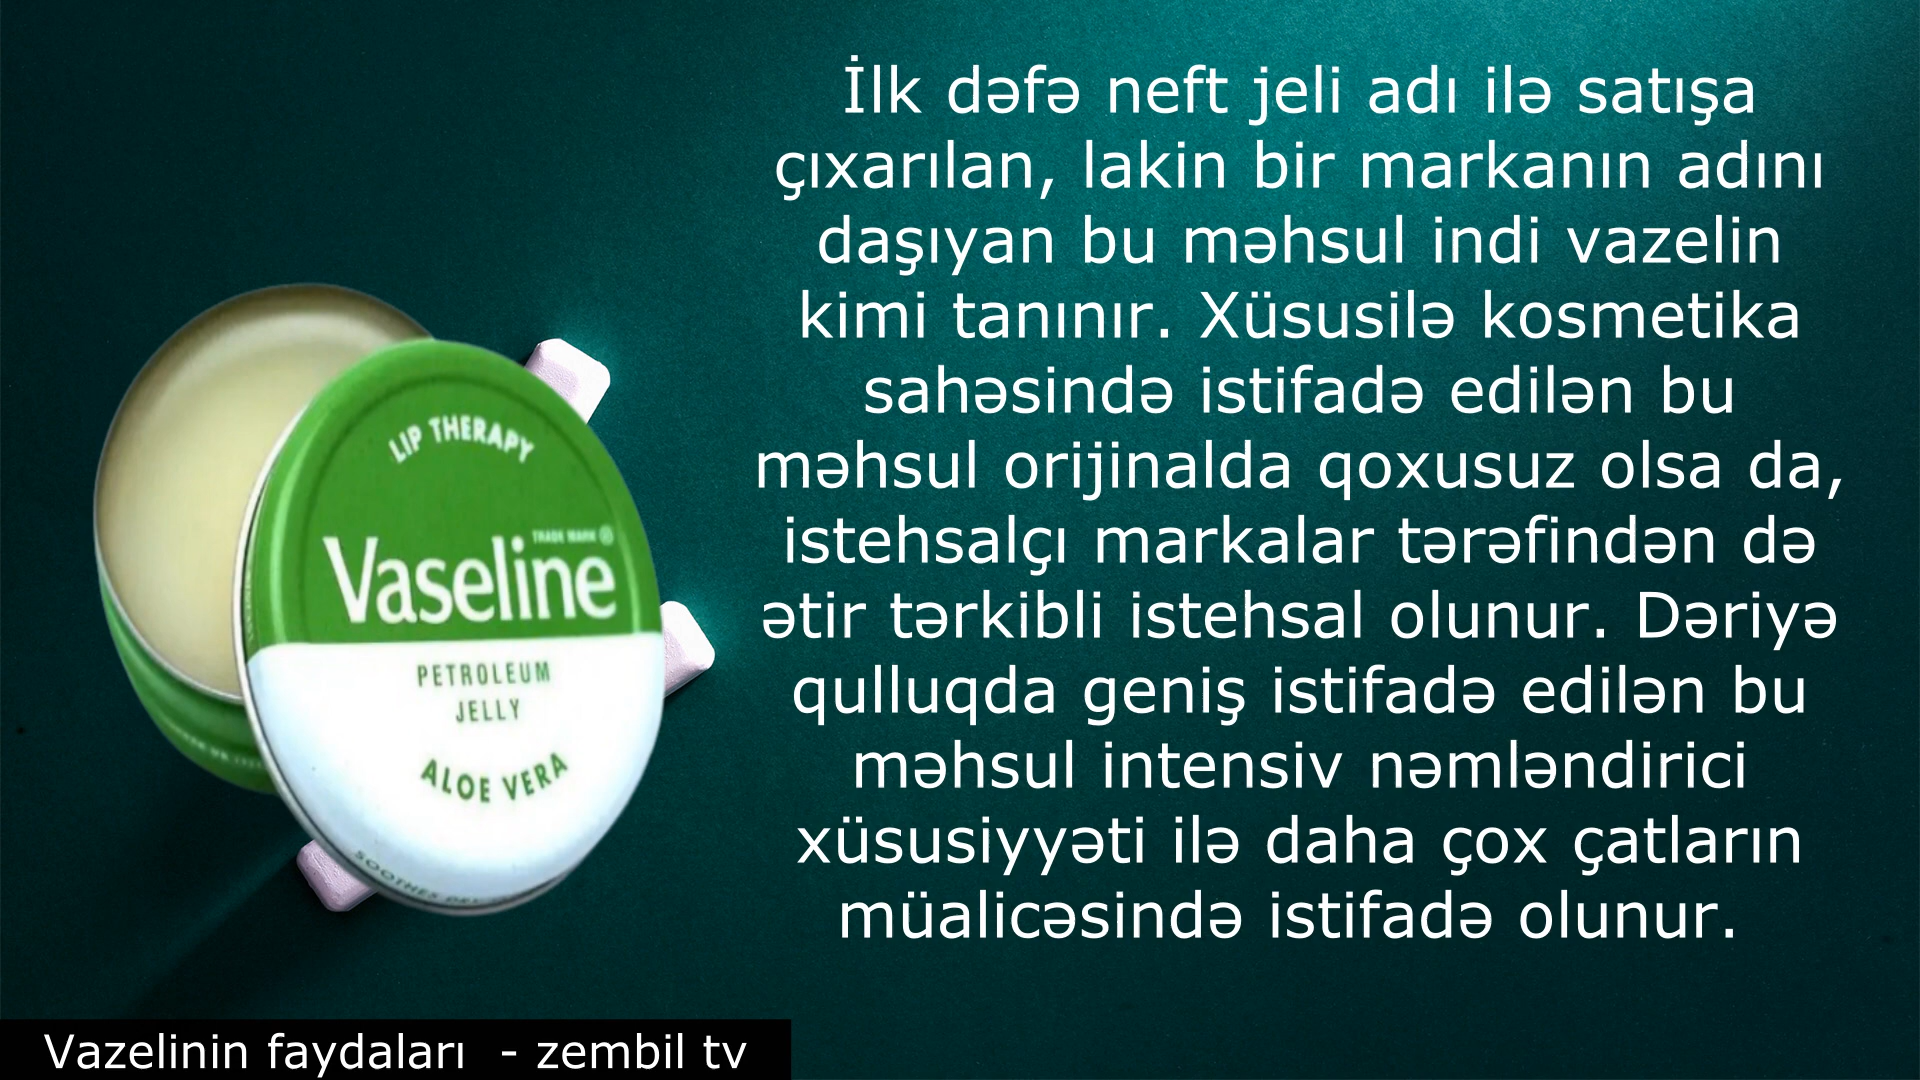 İlk dəfə neft jeli adı ilə satışa
çıxarılan, lakin bir markanın adını
daşıyan bu məhsul indi vazelin
kimi tanınır. Xüsusilə kosmetika
sahəsində istifadə edilən bu
məhsul orijinalda qoxusuz olsa da,
istehsalçı markalar tərəfindən də
ətir tərkibli istehsal olunur. Dəriyə
qulluqda geniş istifadə edilən bu
məhsul intensiv nəmləndirici
xüsusiyyəti ilə daha çox çatların
müalicəsində istifadə olunur.
LIP THERAPY
TRADE MARK ®
Vaseline
PETROLEUM
JELLY
ALOE VERA
SOOTHES
Vazelinin faydaları - zembil tv